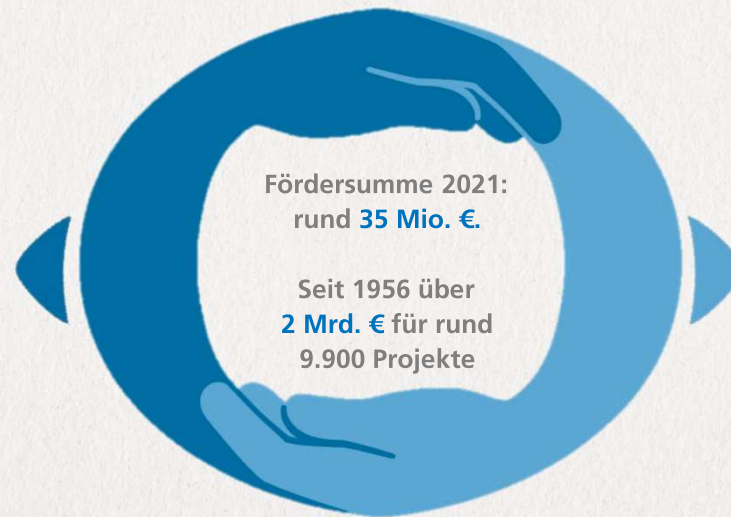 Fördersumme 2021:
rund 35 Mio. €.
Seit 1956 über
2 Mrd. € für rund
9.900 Projekte